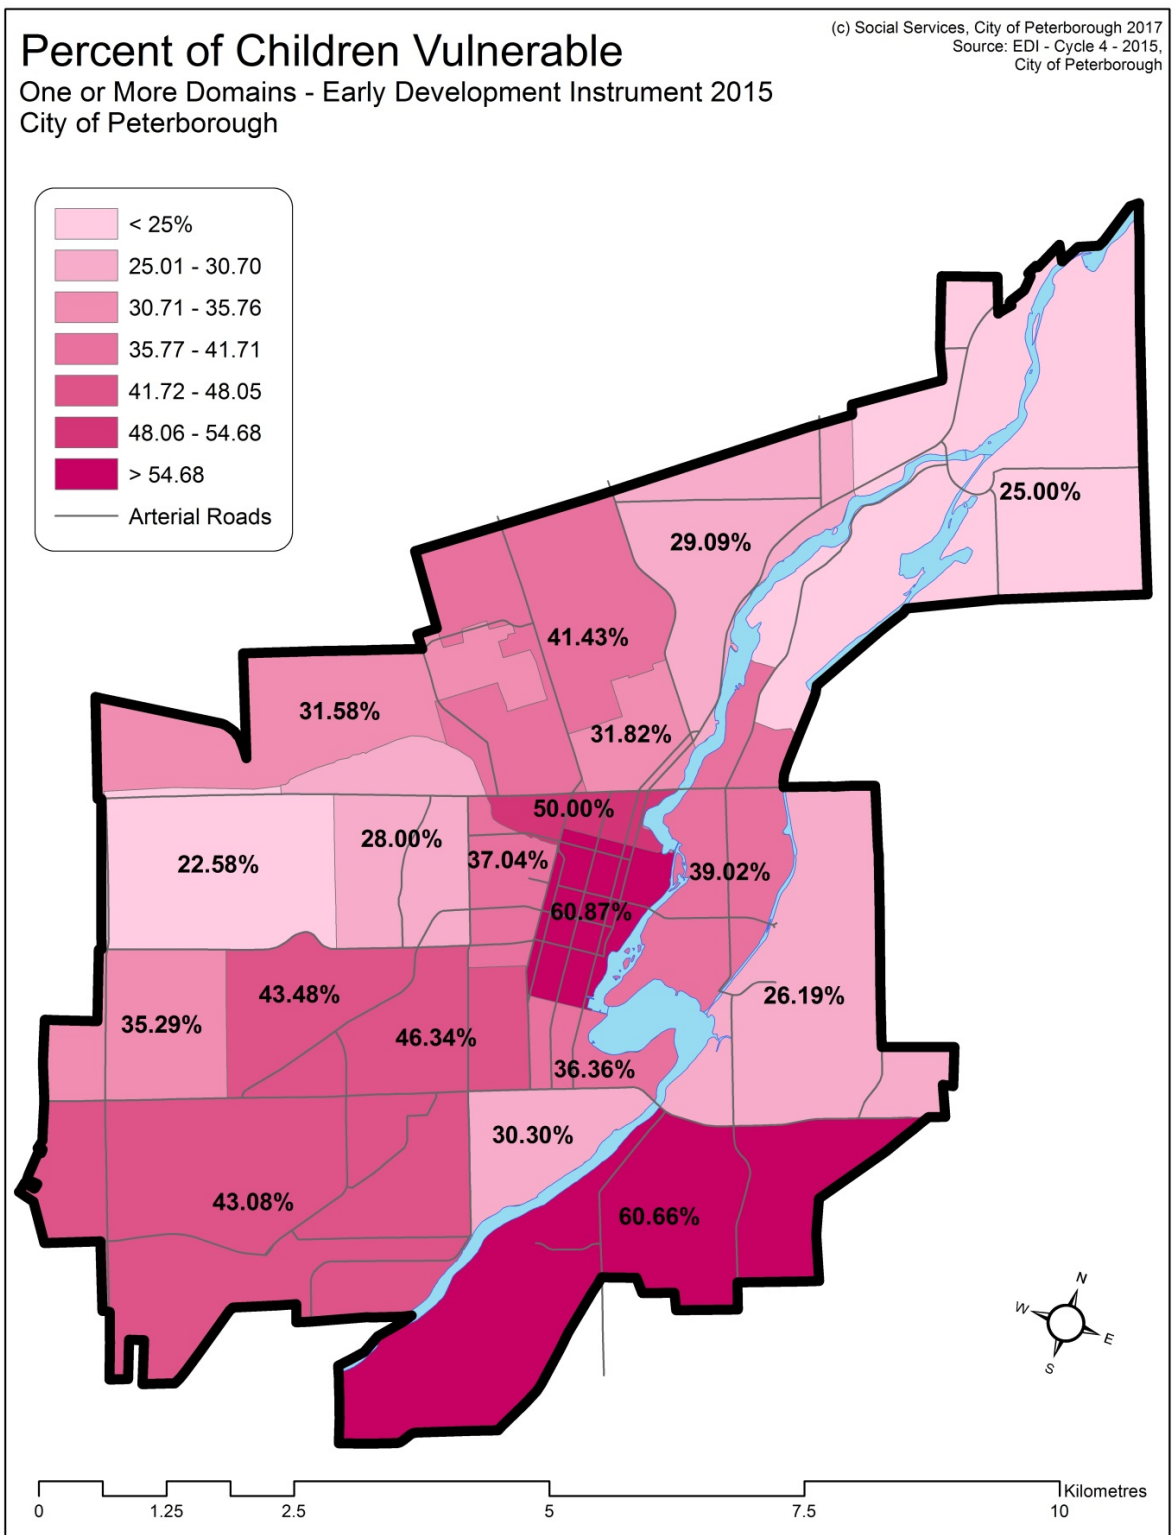 Percent of Children Vulnerable
One or More Domains - Early Development Instrument 2015
City of Peterborough
(c) Social Services, City of Peterborough 2017
Source: EDI - Cycle 4 - 2015,
City of Peterborough
< 25%
25.01 - 30.70
30.71 - 35.76
35.77 - 41.71
41.72 - 48.05
48.06 - 54.68
> 54.68
Arterial Roads
25.00%
29.09%
41.43%
31.58%
31.82%
50.00%
28.00%
37.04%
22.58%
39.02%
60.87%
43.48%
26.19%
35.29%
46.34%
36.36%
30.30%
43.08%
60.66%
N
W
E
S
Kilometres
0 1.25 2.5 5 7.5 10